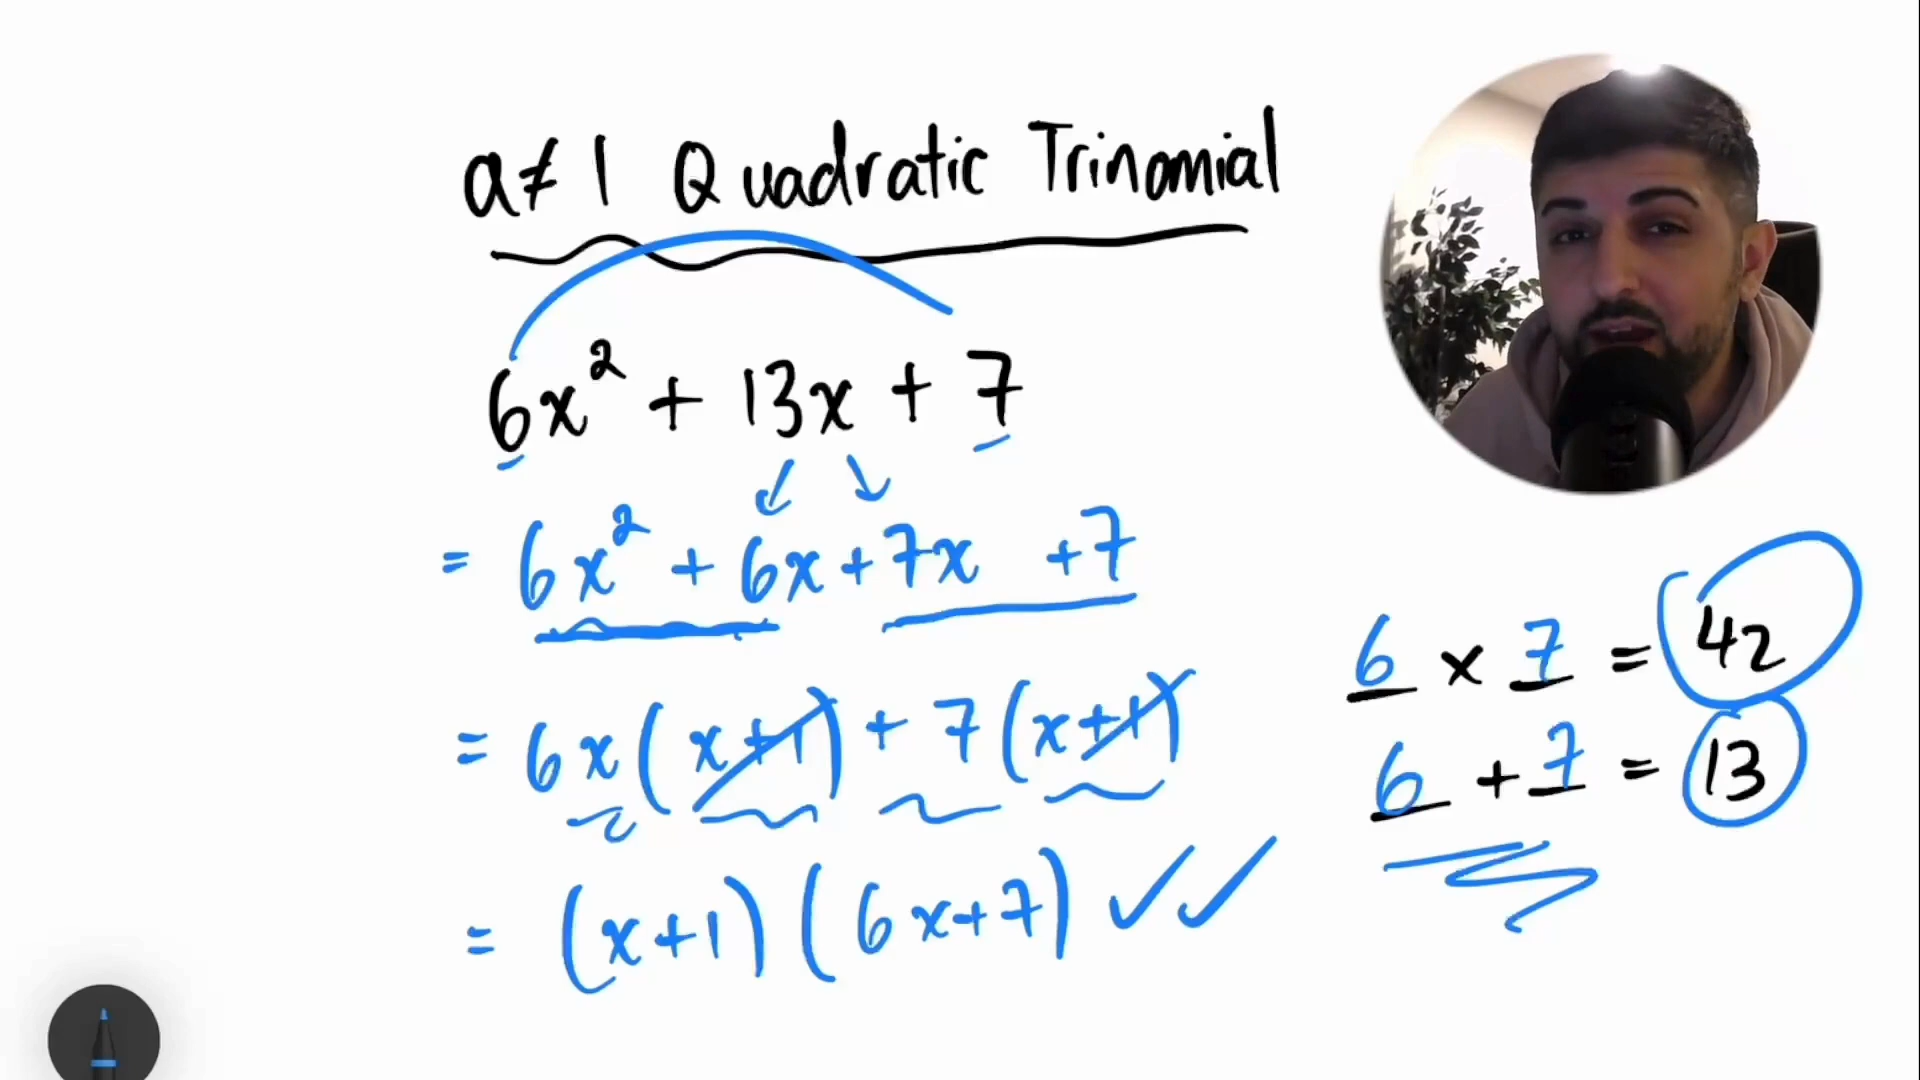 a≠1 Quadratic Trinomial
6x² + 13x + 7
= 6x² + 6x + 7x + 7
= 6x(x+1) + 7(x+1)
= (x+1)(6x+7)
6 × 7 = 42
6 + 7 = 13